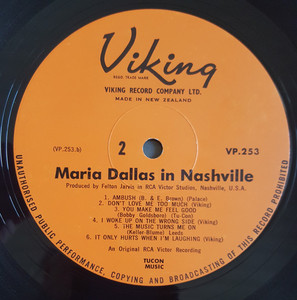 Viking
READ. TRADE MARK
VIKING RECORD COMPANY LTD.
MADE IN NEW ZEALAND
(VP.253.b)
2
VP.253
Maria Dallas in Nashville
Produced by Felton Jarvis in RCA Victor Studios, Nashville, U.S.A.
1. AMBUSH (B. & E. Brown) (Palace)
2. DON'T LOVE ME TOO MUCH (Viking)
3. YOU MAKE ME FEEL GOOD
(Bobby Goldsboro) (Tu-Con)
4. I WOKE UP ON THE WRONG SIDE (Viking)
5. THE MUSIC TURNS ME ON
(Keller-Blume) Leeds
6. IT ONLY HURTS WHEN I'M LAUGHING (Viking)
An Original RCA Victor Recording
TUCON
MUSIC
UNAUTHORISED PUBLIC PERFORMANCE, COPYING AND BROADCASTING OF THIS RECORD PROHIBITED